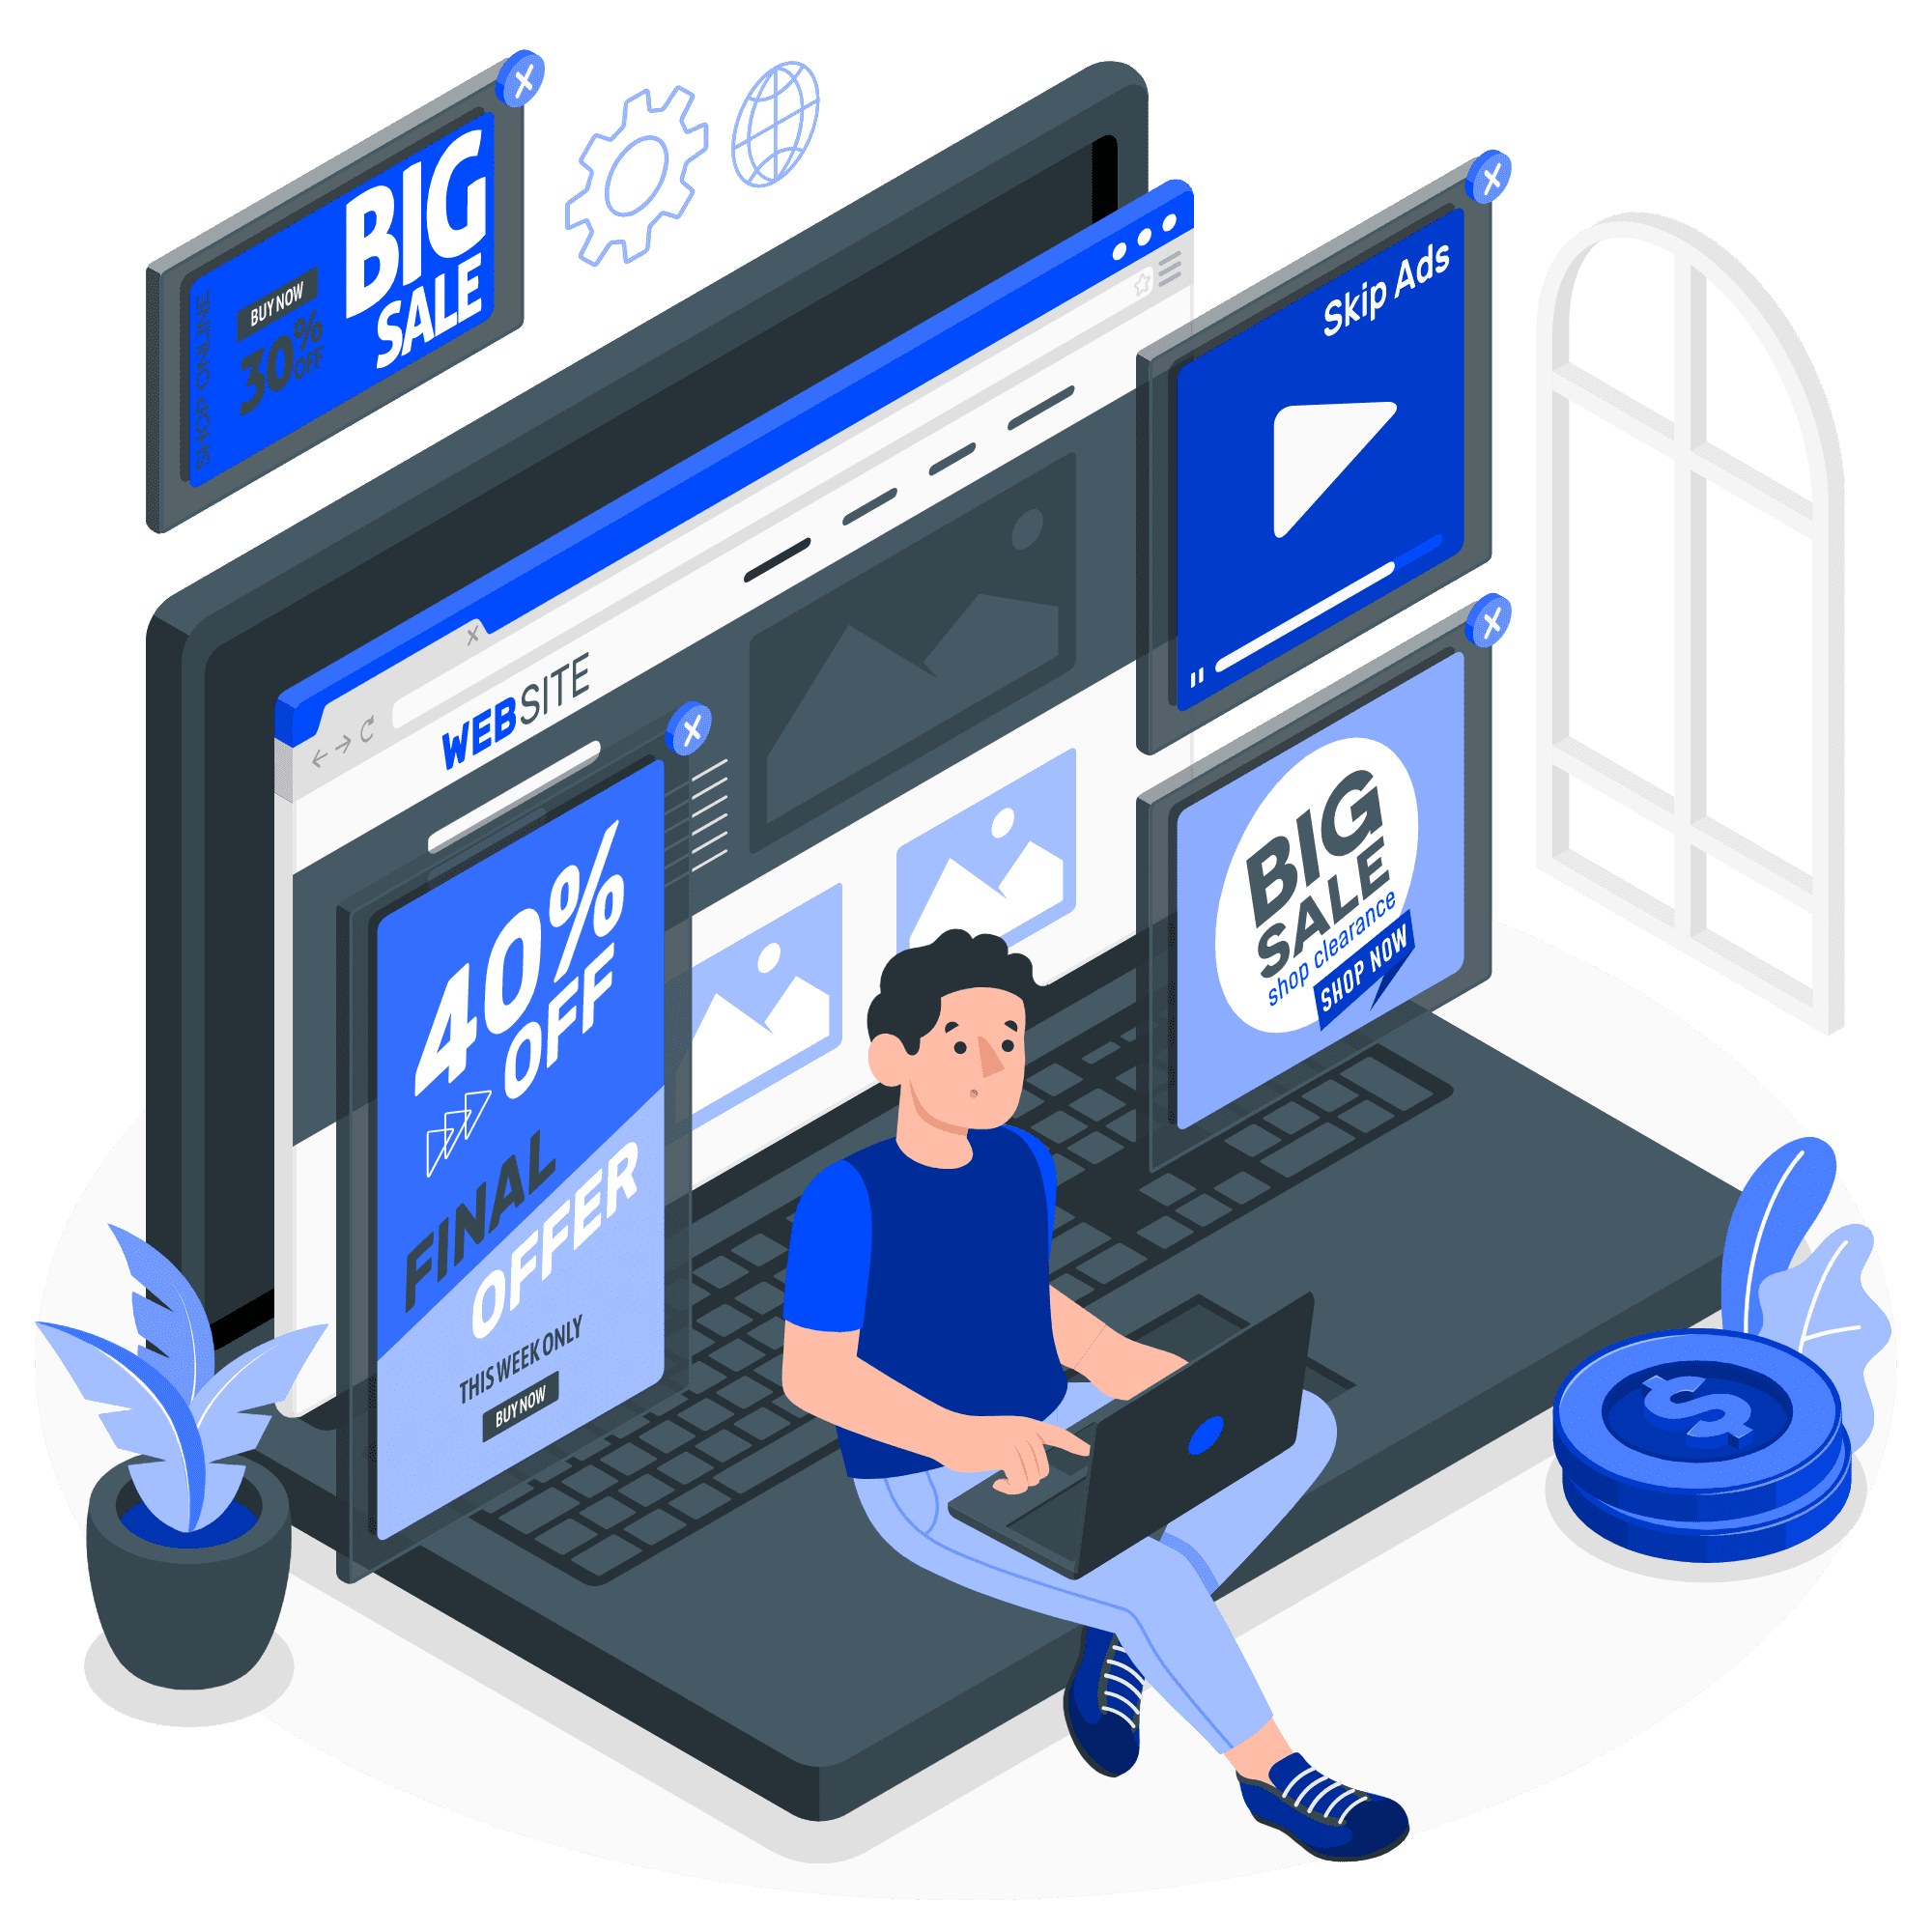 BIG
SALE
BUY NOW
30%
OFF
SHOP ONLINE
Skip Ads
WEBSITE
40%
OFF
FINAL
OFFER
THIS WEEK ONLY
BUY NOW
BIG
SALE
shop clearance
SHOP NOW
$